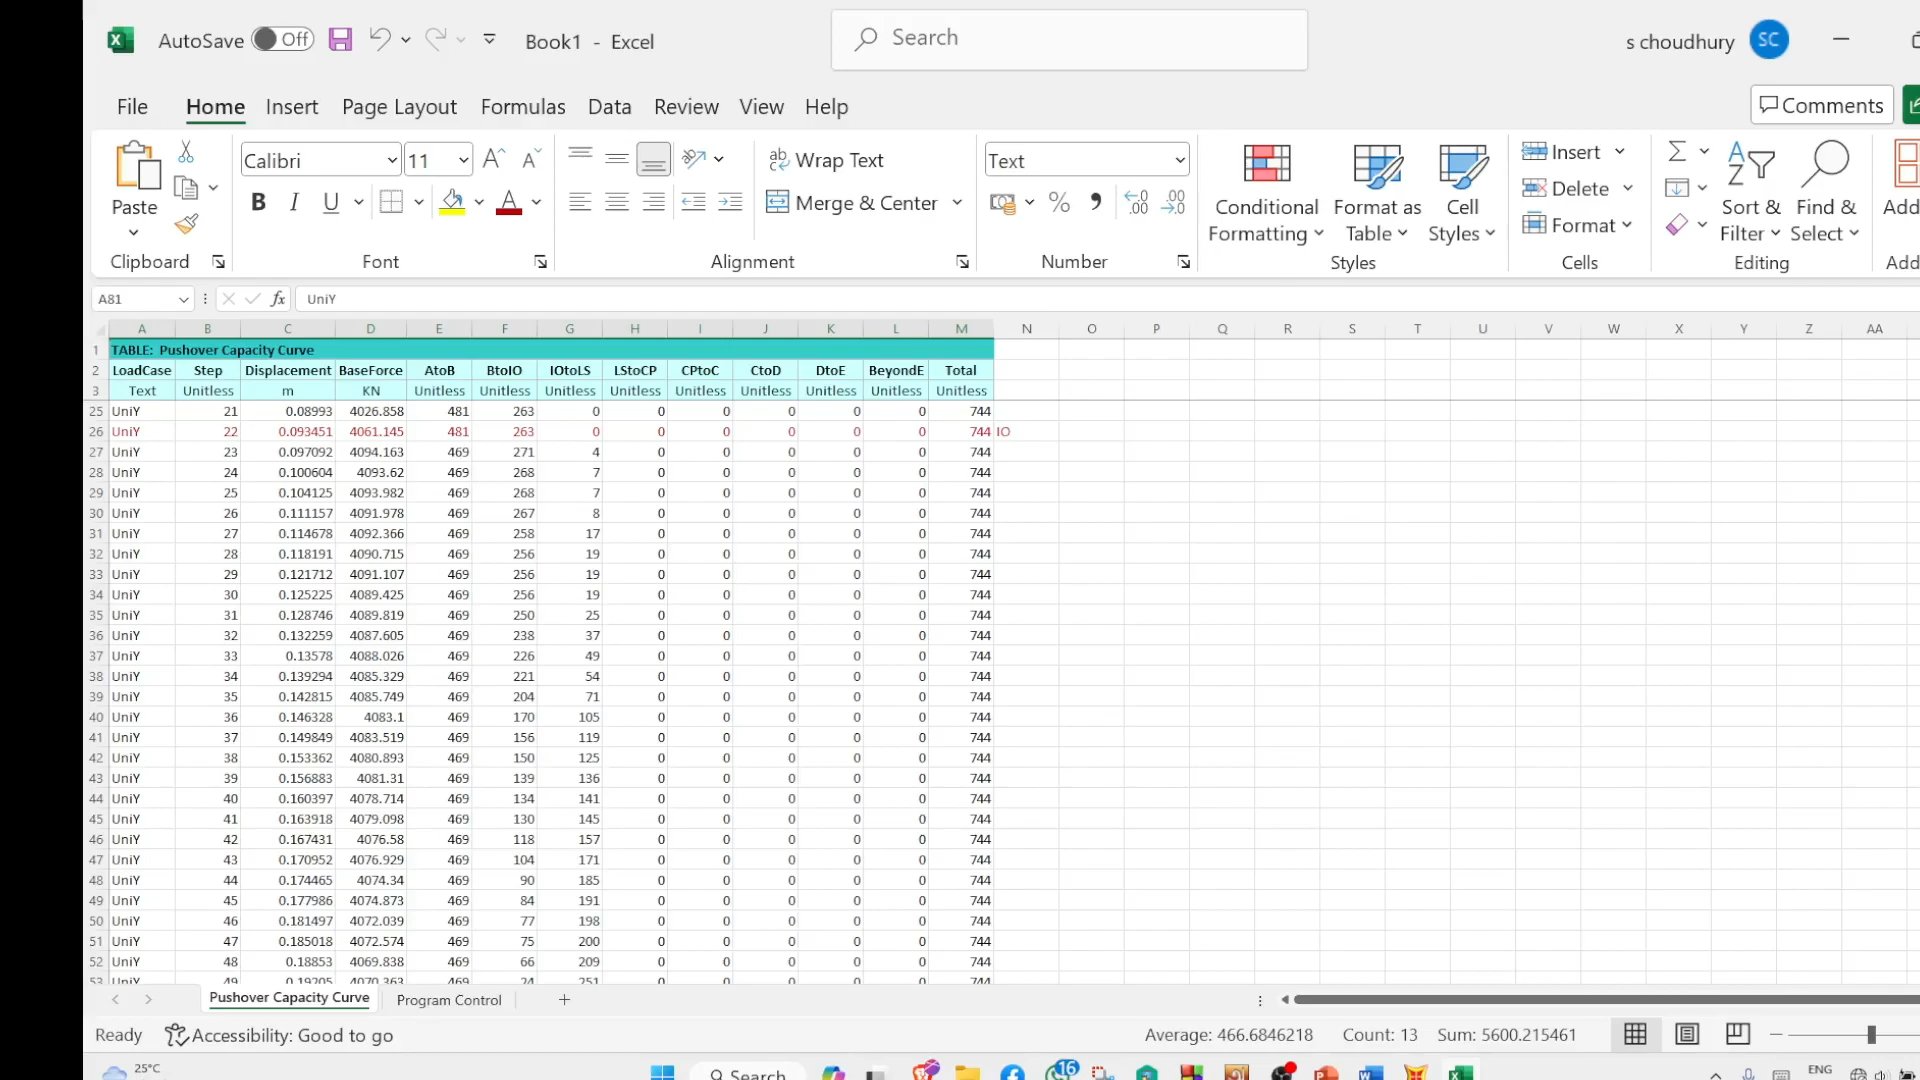 AutoSave Off Book1 - Excel Search s choudhury SC
File Home Insert Page Layout Formulas Data Review View Help Comments
Paste Calibri 11 Wrap Text Text Conditional Formatting Format as Table Cell Styles Insert Sort & Filter Find & Select
B I U A Merge & Center % Delete
Format
Clipboard Font Alignment Number Styles Cells Editing
A81 fx UniY
A B C D E F G H I J K L M N O P Q R S T U V W X Y Z AA
1 TABLE: Pushover Capacity Curve
2 LoadCase Step Displacement BaseForce AtoB BtoIO IOtoLS LStoCP CPtoC CtoD DtoE BeyondE Total
3 Text Unitless m KN Unitless Unitless Unitless Unitless Unitless Unitless Unitless Unitless Unitless
25 UniY 21 0.08993 4026.858 481 263 0 0 0 0 0 0 744
26 UniY 22 0.093451 4061.145 481 263 0 0 0 0 0 0 744 IO
27 UniY 23 0.097092 4094.163 469 271 4 0 0 0 0 0 744
28 UniY 24 0.100604 4093.62 469 268 7 0 0 0 0 0 744
29 UniY 25 0.104125 4093.982 469 268 7 0 0 0 0 0 744
30 UniY 26 0.111157 4091.978 469 267 8 0 0 0 0 0 744
31 UniY 27 0.114678 4092.366 469 258 17 0 0 0 0 0 744
32 UniY 28 0.118191 4090.715 469 256 19 0 0 0 0 0 744
33 UniY 29 0.121712 4091.107 469 256 19 0 0 0 0 0 744
34 UniY 30 0.125225 4089.425 469 256 19 0 0 0 0 0 744
35 UniY 31 0.128746 4089.819 469 250 25 0 0 0 0 0 744
36 UniY 32 0.132259 4087.605 469 238 37 0 0 0 0 0 744
37 UniY 33 0.13578 4088.026 469 226 49 0 0 0 0 0 744
38 UniY 34 0.139294 4085.329 469 221 54 0 0 0 0 0 744
39 UniY 35 0.142815 4085.749 469 204 71 0 0 0 0 0 744
40 UniY 36 0.146328 4083.1 469 170 105 0 0 0 0 0 744
41 UniY 37 0.149849 4083.519 469 156 119 0 0 0 0 0 744
42 UniY 38 0.153362 4080.893 469 150 125 0 0 0 0 0 744
43 UniY 39 0.156883 4081.31 469 139 136 0 0 0 0 0 744
44 UniY 40 0.160397 4078.714 469 134 141 0 0 0 0 0 744
45 UniY 41 0.163918 4079.098 469 130 145 0 0 0 0 0 744
46 UniY 42 0.167431 4076.58 469 118 157 0 0 0 0 0 744
47 UniY 43 0.170952 4076.929 469 104 171 0 0 0 0 0 744
48 UniY 44 0.174465 4074.34 469 90 185 0 0 0 0 0 744
49 UniY 45 0.177986 4074.873 469 84 191 0 0 0 0 0 744
50 UniY 46 0.181497 4072.039 469 77 198 0 0 0 0 0 744
51 UniY 47 0.185018 4072.574 469 75 200 0 0 0 0 0 744
52 UniY 48 0.18853 4069.838 469 66 209 0 0 0 0 0 744
53 UniY 49 0.19205 4070.363 469 24 251 0 0 0 0 0 744
Pushover Capacity Curve Program Control
Ready Accessibility: Good to go Average: 466.6846218 Count: 13 Sum: 5600.215461
25°C Search 16 ENG